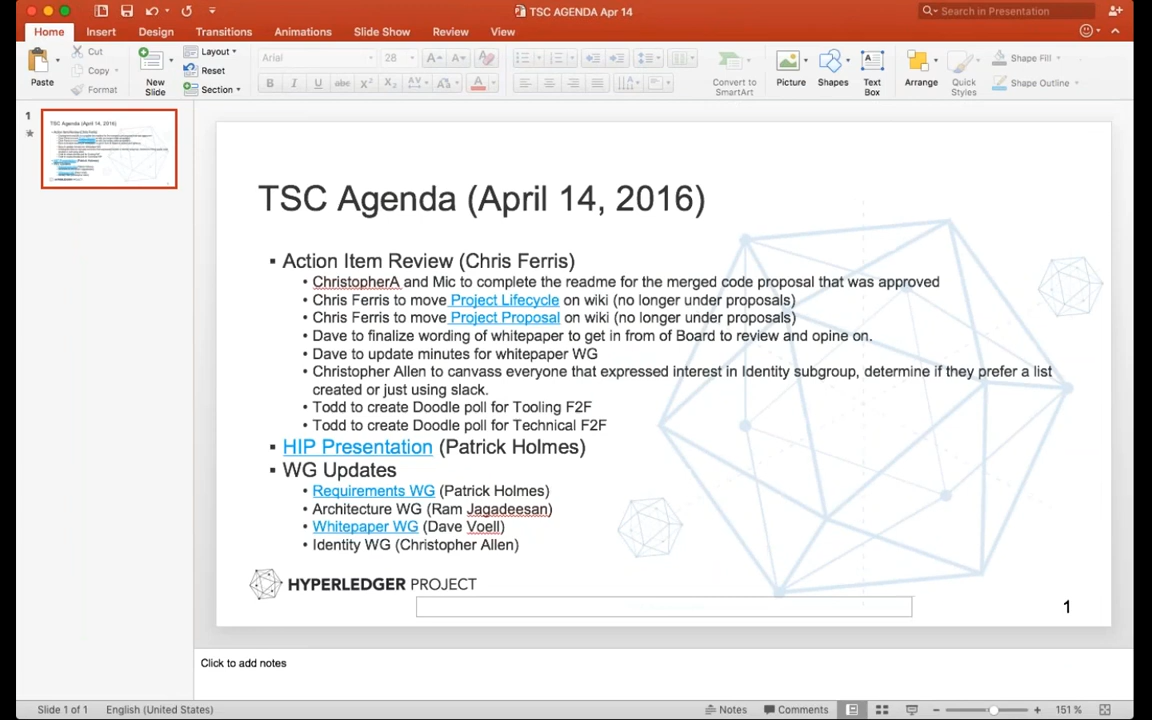 TSC AGENDA Apr 14
Search in Presentation
Home Insert Design Transitions Animations Slide Show Review View
Paste
Cut
Copy
Format
New Slide
Layout
Reset
Section
Arial 28
B I U abc X² X₂ AV A
Convert to SmartArt
Picture
Shapes
Text Box
Arrange
Quick Styles
Shape Fill
Shape Outline
1
TSC Agenda (April 14, 2016)
▪ Action Item Review (Chris Ferris)
• ChristopherA and Mic to complete the readme for the merged code proposal that was approved
• Chris Ferris to move Project Lifecycle on wiki (no longer under proposals)
• Chris Ferris to move Project Proposal on wiki (no longer under proposals)
• Dave to finalize wording of whitepaper to get in from of Board to review and opine on.
• Dave to update minutes for whitepaper WG
• Christopher Allen to canvass everyone that expressed interest in Identity subgroup, determine if they prefer a list
created or just using slack.
• Todd to create Doodle poll for Tooling F2F
• Todd to create Doodle poll for Technical F2F
▪ HIP Presentation (Patrick Holmes)
▪ WG Updates
• Requirements WG (Patrick Holmes)
• Architecture WG (Ram Jagadeesan)
• Whitepaper WG (Dave Voell)
• Identity WG (Christopher Allen)
HYPERLEDGER PROJECT
1
Click to add notes
Slide 1 of 1 English (United States) Notes Comments 151 %